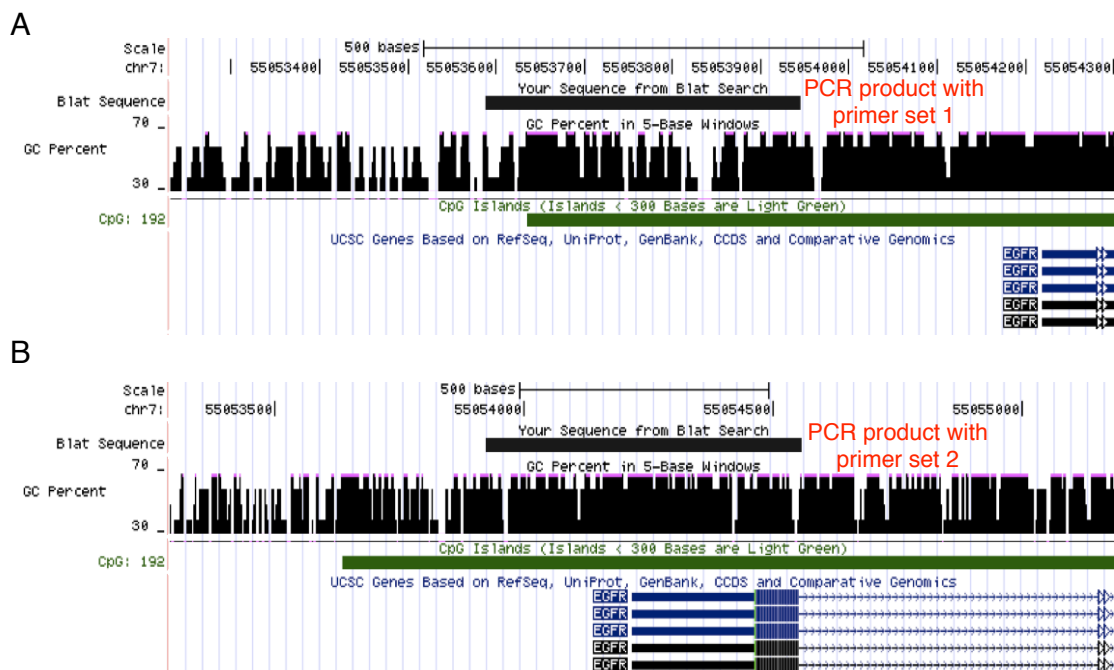 A
Scale 500 bases
chr7: 55053400 55053500 55053600 55053700 55053800 55053900 55054000 55054100 55054200 55054300
Your Sequence from Blat Search
Blat Sequence
PCR product with
primer set 1
GC Percent in 5-Base Windows
70
GC Percent
30
CpG Islands (Islands < 300 Bases are Light Green)
CpG: 192
UCSC Genes Based on RefSeq, UniProt, GenBank, CCDS and Comparative Genomics
EGFR
EGFR
EGFR
EGFR
EGFR
B
Scale 500 bases
chr7: 55053500 55054000 55054500 55055000
Your Sequence from Blat Search
Blat Sequence
PCR product with
primer set 2
GC Percent in 5-Base Windows
70
GC Percent
30
CpG Islands (Islands < 300 Bases are Light Green)
CpG: 192
UCSC Genes Based on RefSeq, UniProt, GenBank, CCDS and Comparative Genomics
EGFR
EGFR
EGFR
EGFR
EGFR